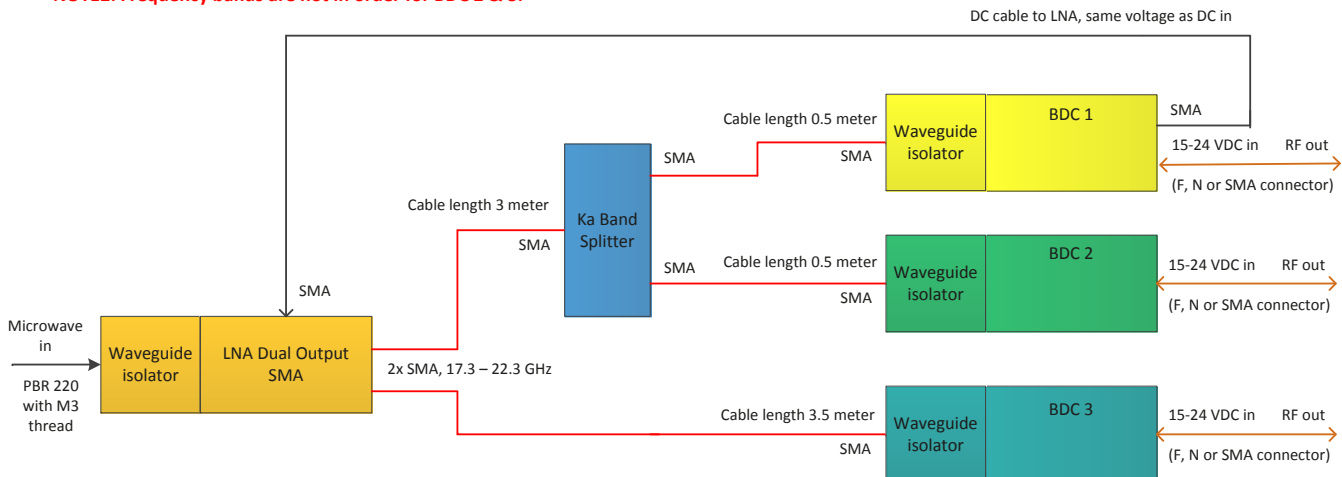 DC cable to LNA, same voltage as DC in
Cable length 0.5 meter
Waveguide
isolator
BDC 1
SMA
SMA
SMA
15-24 VDC in
RF out
(F, N or SMA connector)
Cable length 3 meter
SMA
Ka Band
Splitter
SMA
Cable length 0.5 meter
SMA
Waveguide
isolator
BDC 2
15-24 VDC in
RF out
(F, N or SMA connector)
SMA
Microwave
in
PBR 220
with M3
thread
Waveguide
isolator
LNA Dual Output
SMA
2x SMA, 17.3 – 22.3 GHz
Cable length 3.5 meter
SMA
Waveguide
isolator
BDC 3
15-24 VDC in
RF out
(F, N or SMA connector)